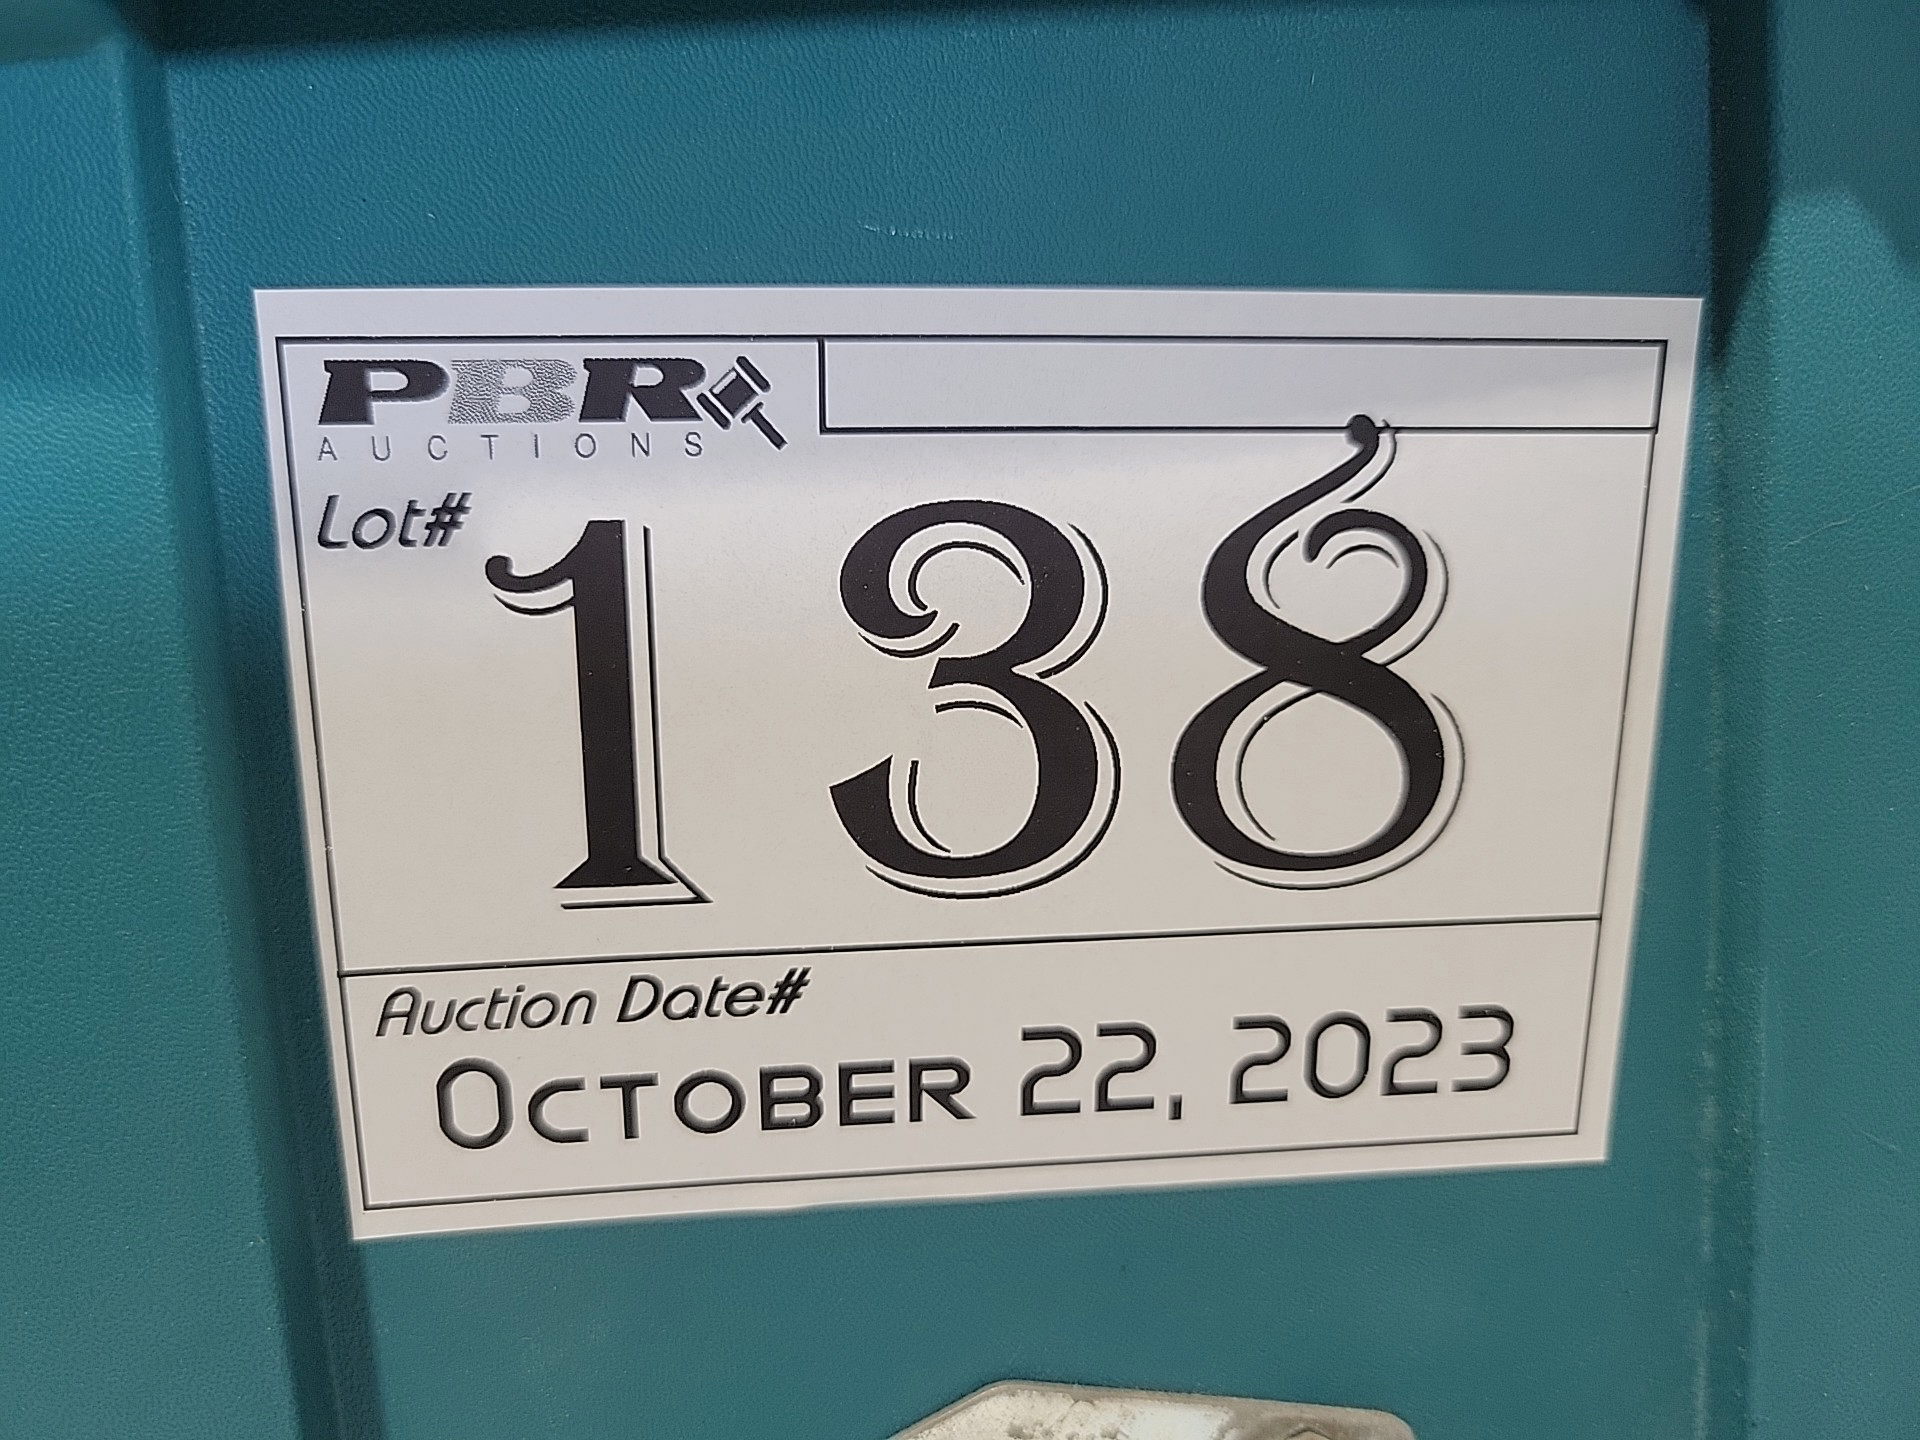 PBR
AUCTIONS
Lot#
138
Auction Date#
October 22, 2023